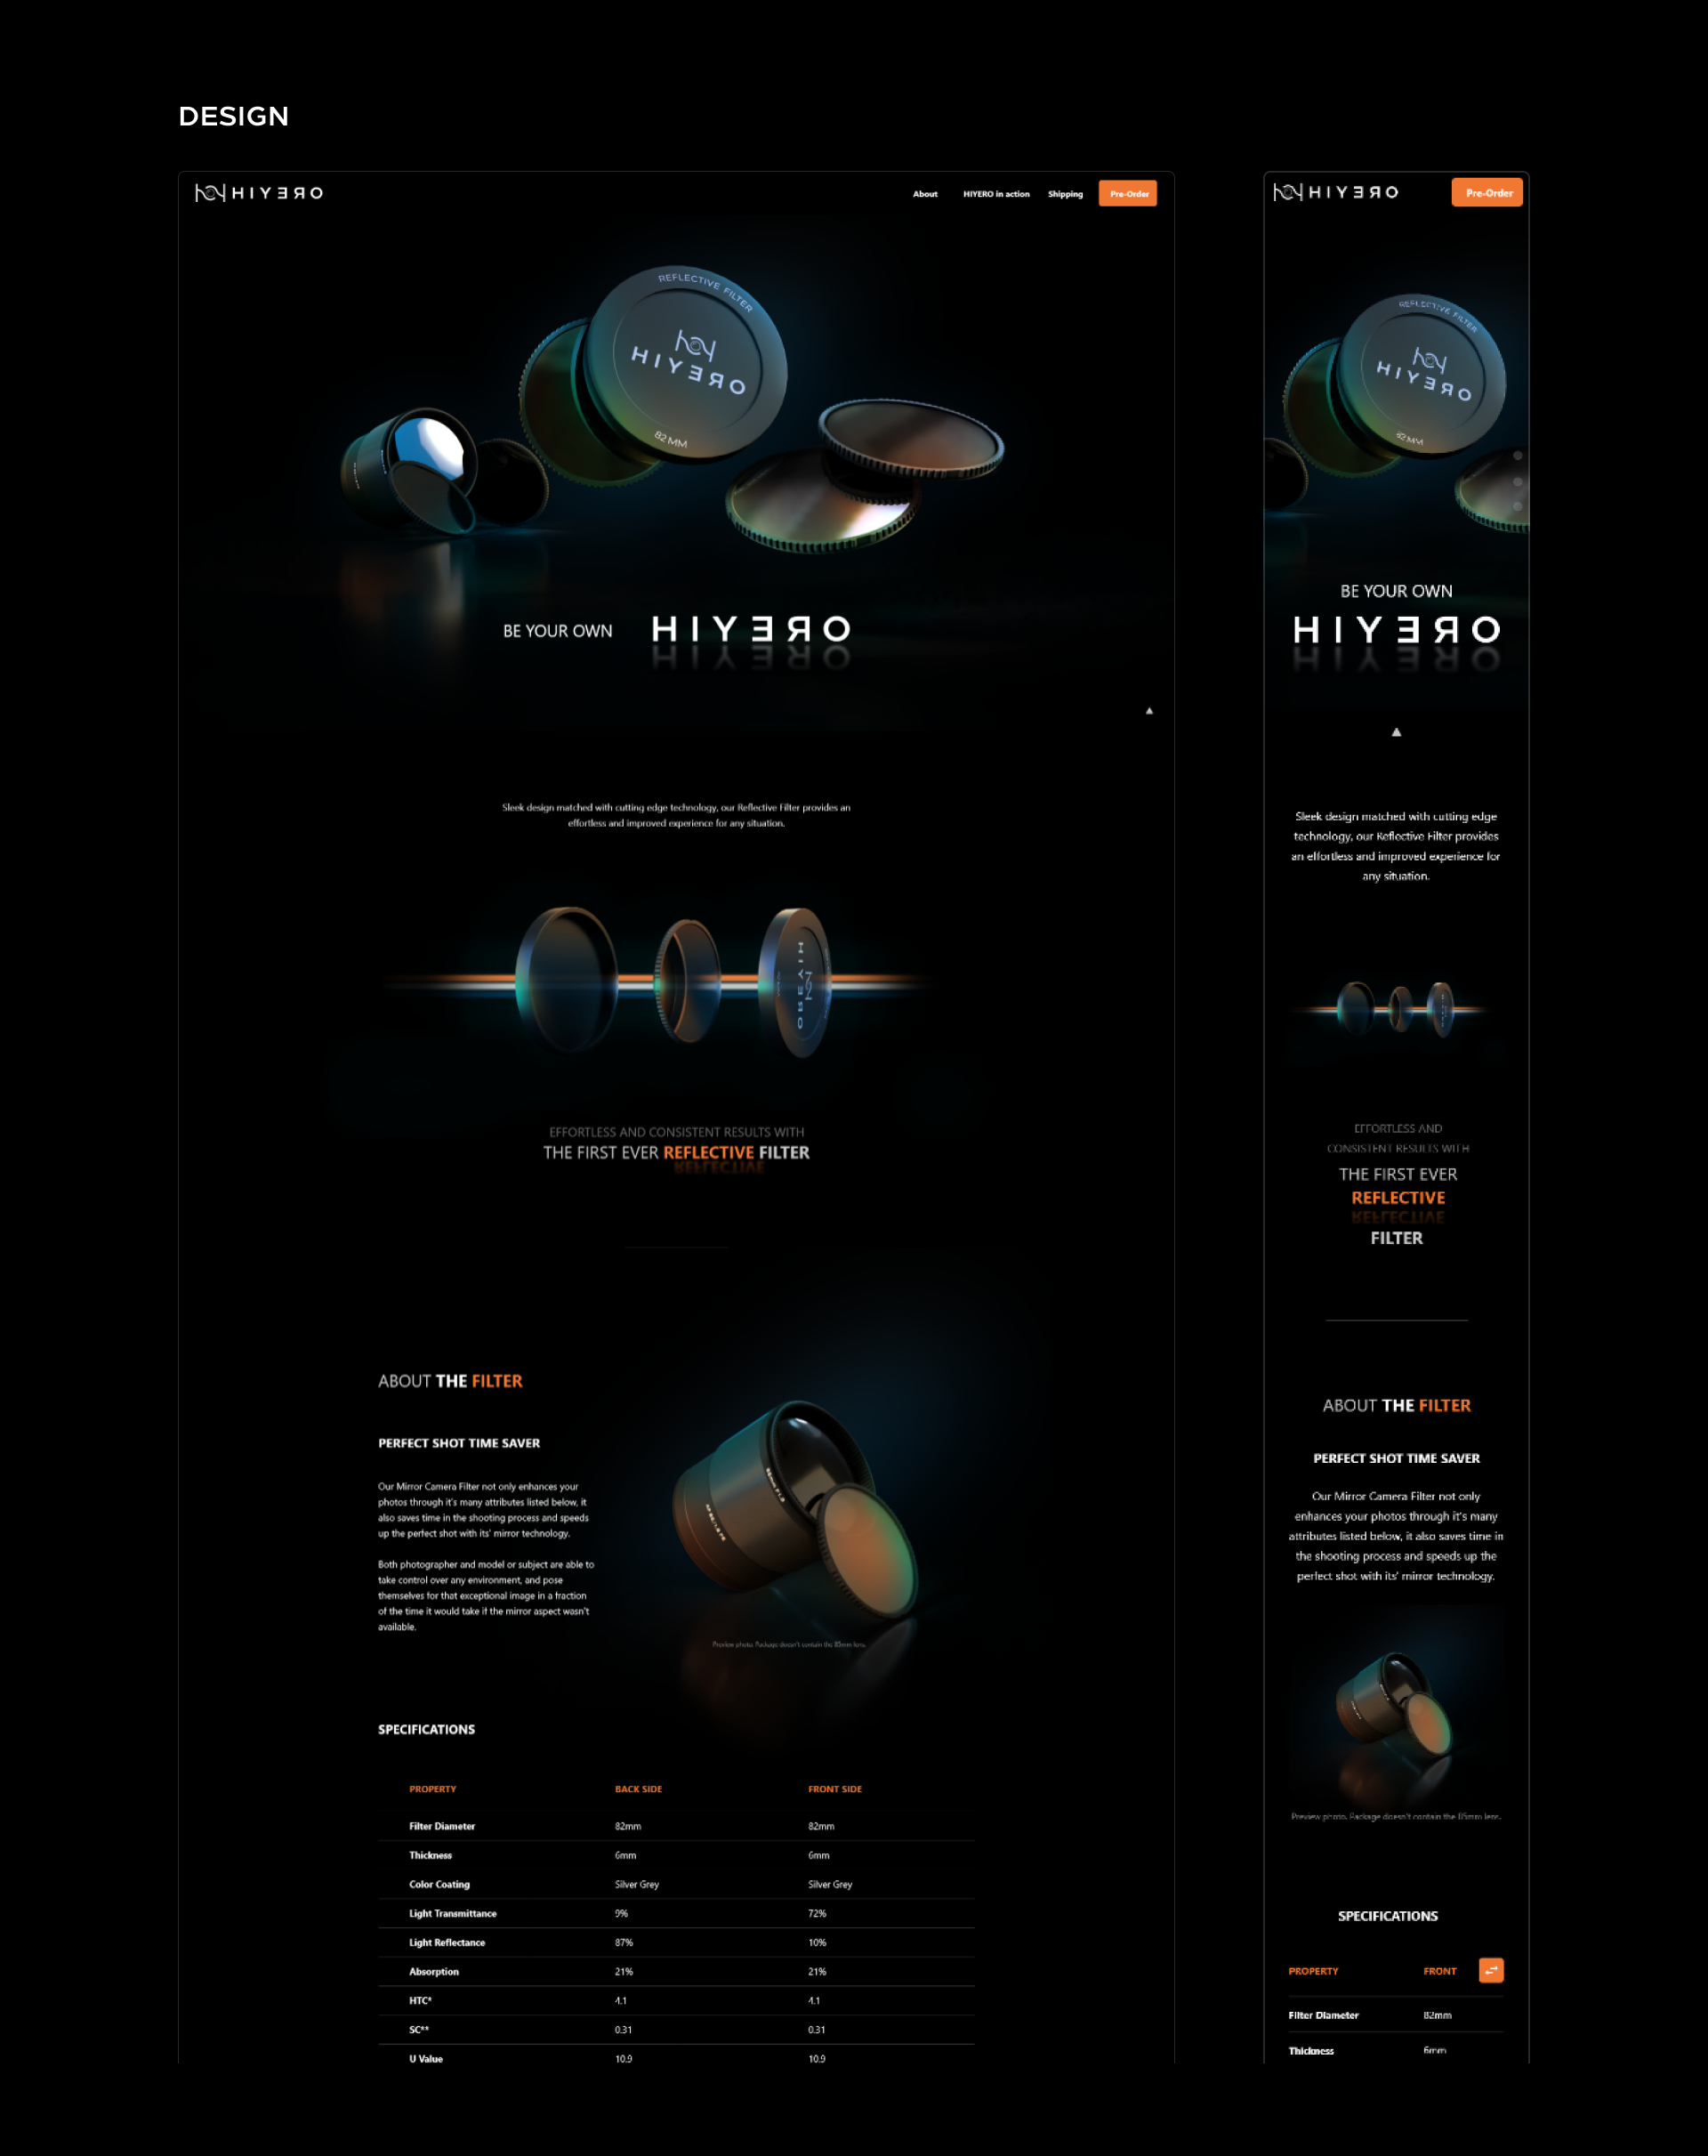 DESIGN
HIYƎЯO
About HIYERO in action Shipping Pre-Order
REFLECTIVE FILTER
HIYƎЯO
82MM
BE YOUR OWN HIYƎЯO
Sleek design matched with cutting edge technology, our Reflective Filter provides an
effortless and improved experience for any situation.
HIYƎЯO
EFFORTLESS AND CONSISTENT RESULTS WITH
THE FIRST EVER REFLECTIVE FILTER
ABOUT THE FILTER
PERFECT SHOT TIME SAVER
Our Mirror Camera Filter not only enhances your
photos through it's many attributes listed below, it
also saves time in the shooting process and speeds
up the perfect shot with its' mirror technology.
Both photographer and model or subject are able to
take control over any environment, and pose
themselves for that exceptional image in a fraction
of the time it would take if the mirror aspect wasn't
available.
Preview photo. Package doesn't contain the 85mm lens.
SPECIFICATIONS
PROPERTY BACK SIDE FRONT SIDE
Filter Diameter 82mm 82mm
Thickness 6mm 6mm
Color Coating Silver Grey Silver Grey
Light Transmittance 9% 72%
Light Reflectance 87% 10%
Absorption 21% 21%
HTC* 4.1 4.1
SC** 0.31 0.31
U Value 10.9 10.9
HIYƎЯO
Pre-Order
REFLECTIVE FILTER
HIYƎЯO
82MM
BE YOUR OWN
HIYƎЯO
Sleek design matched with cutting edge
technology, our Reflective Filter provides
an effortless and improved experience for
any situation.
EFFORTLESS AND
CONSISTENT RESULTS WITH
THE FIRST EVER
REFLECTIVE
FILTER
ABOUT THE FILTER
PERFECT SHOT TIME SAVER
Our Mirror Camera Filter not only
enhances your photos through it's many
attributes listed below, it also saves time in
the shooting process and speeds up the
perfect shot with its' mirror technology.
Preview photo. Package doesn't contain the 85mm lens.
SPECIFICATIONS
PROPERTY FRONT
Filter Diameter 82mm
Thickness 6mm